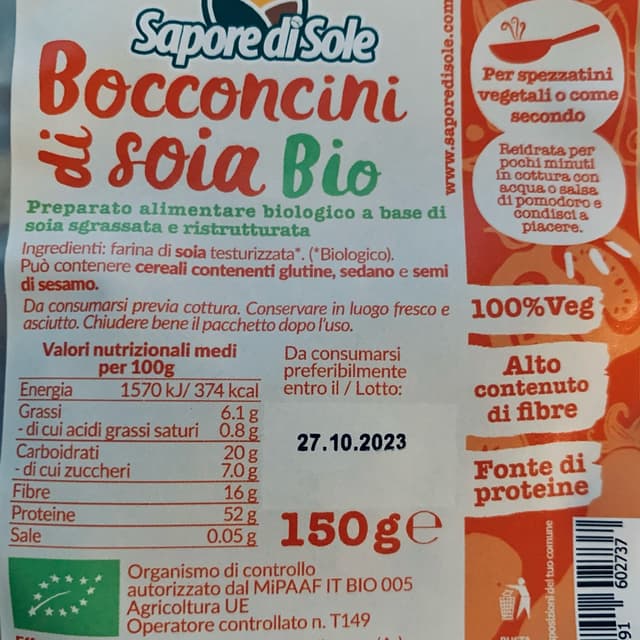 Sapore di Sole
Bocconcini
di soia Bio
Preparato alimentare biologico a base di
soia sgrassata e ristrutturata
Ingredienti: farina di soia testurizzata*. (*Biologico).
Può contenere cereali contenenti glutine, sedano e semi
di sesamo.
Da consumarsi previa cottura. Conservare in luogo fresco e
asciutto. Chiudere bene il pacchetto dopo l'uso.
Valori nutrizionali medi
per 100g
Energia 1570 kJ/ 374 kcal
Grassi 6.1 g
- di cui acidi grassi saturi 0.8 g
Carboidrati 20 g
- di cui zuccheri 7.0 g
Fibre 16 g
Proteine 52 g
Sale 0.05 g
Da consumarsi
preferibilmente
entro il / Lotto:
27.10.2023
150g e
Organismo di controllo
autorizzato dal MiPAAF IT BIO 005
Agricoltura UE
Operatore controllato n. T149
www.saporedisole.com
Per spezzatini
vegetali o come
secondo
Reidrata per
pochi minuti
in cottura con
acqua o salsa
di pomodoro e
condisci a
piacere.
100%Veg
Alto
contenuto
di fibre
Fonte di
proteine
del tuo comune
602737